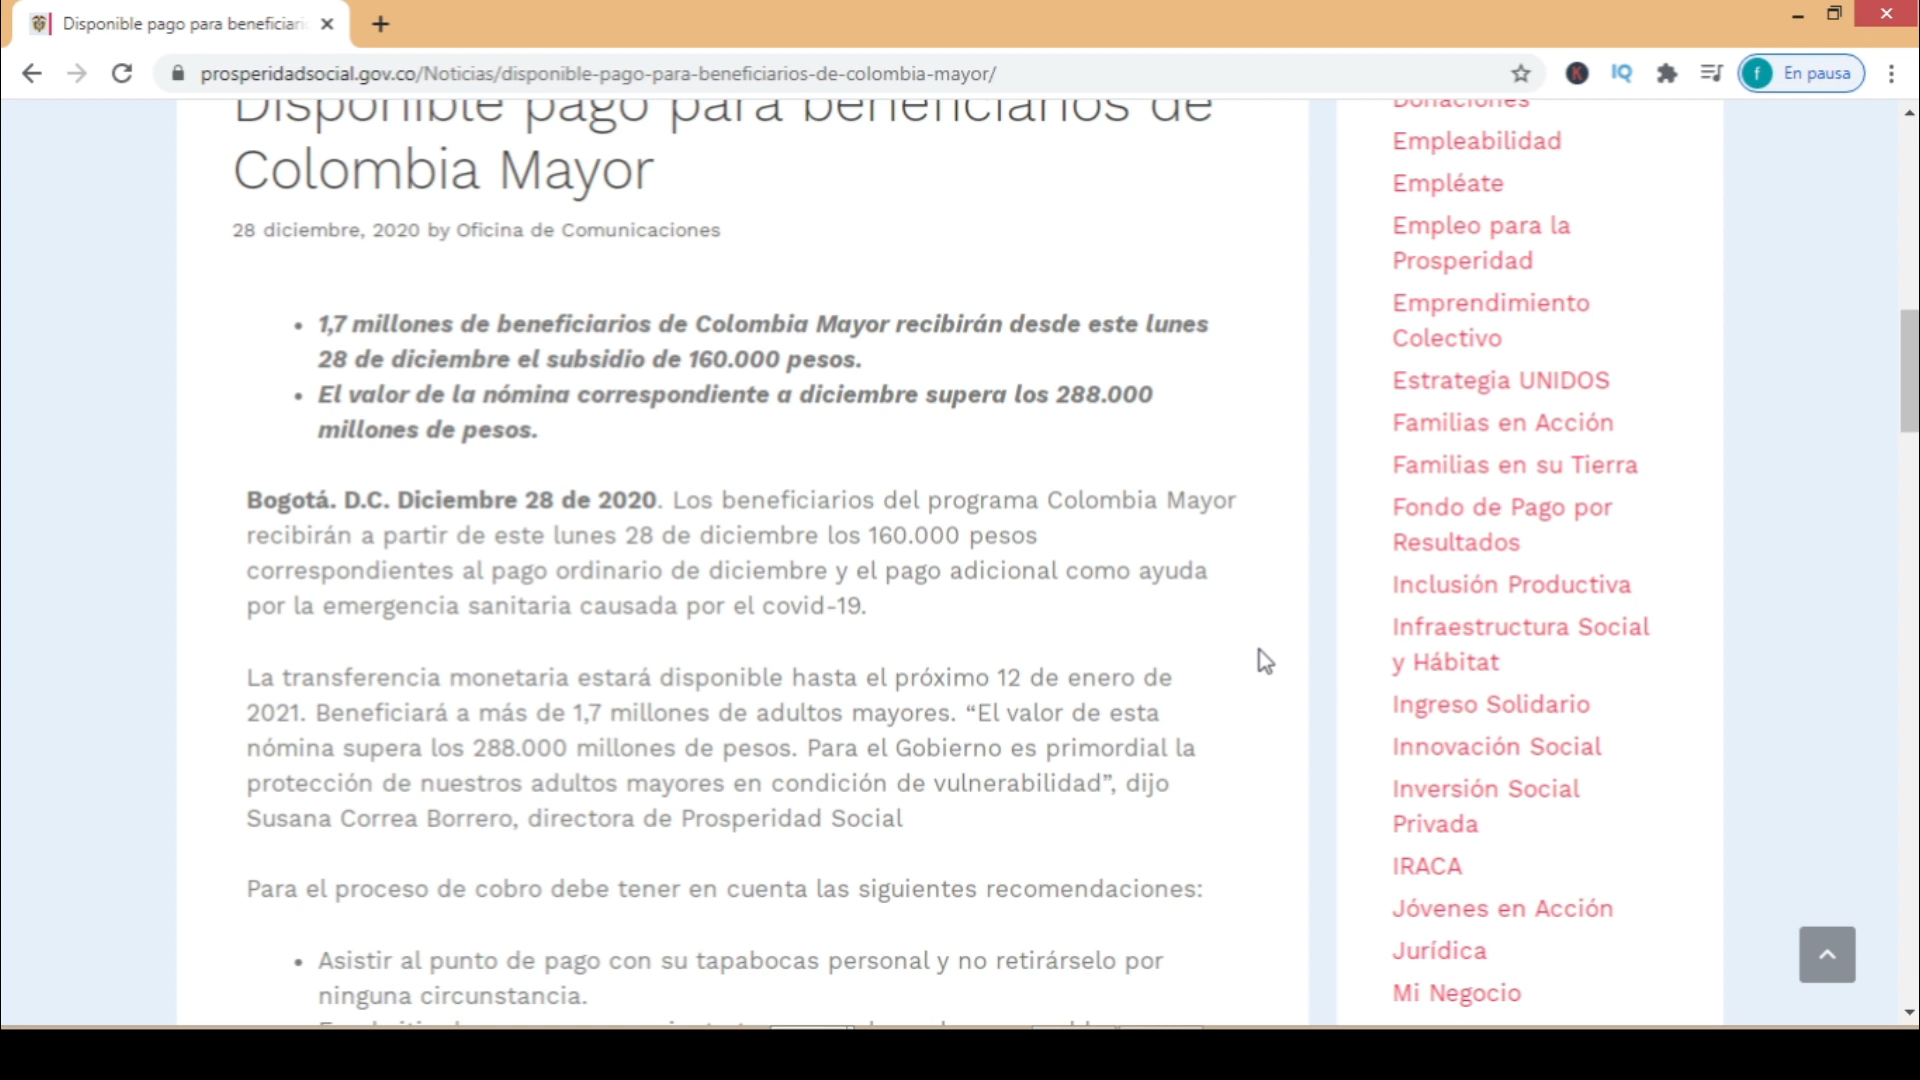 Disponible pago para beneficiari
prosperidadsocial.gov.co/Noticias/disponible-pago-para-beneficiarios-de-colombia-mayor/
IQ
f En pausa
Disponible pago para beneficiarios de
Colombia Mayor
28 diciembre, 2020 by Oficina de Comunicaciones
• 1,7 millones de beneficiarios de Colombia Mayor recibirán desde este lunes
28 de diciembre el subsidio de 160.000 pesos.
• El valor de la nómina correspondiente a diciembre supera los 288.000
millones de pesos.
Bogotá. D.C. Diciembre 28 de 2020. Los beneficiarios del programa Colombia Mayor
recibirán a partir de este lunes 28 de diciembre los 160.000 pesos
correspondientes al pago ordinario de diciembre y el pago adicional como ayuda
por la emergencia sanitaria causada por el covid-19.
La transferencia monetaria estará disponible hasta el próximo 12 de enero de
2021. Beneficiará a más de 1,7 millones de adultos mayores. “El valor de esta
nómina supera los 288.000 millones de pesos. Para el Gobierno es primordial la
protección de nuestros adultos mayores en condición de vulnerabilidad”, dijo
Susana Correa Borrero, directora de Prosperidad Social
Para el proceso de cobro debe tener en cuenta las siguientes recomendaciones:
• Asistir al punto de pago con su tapabocas personal y no retirárselo por
ninguna circunstancia.
Donaciones
Empleabilidad
Empléate
Empleo para la
Prosperidad
Emprendimiento
Colectivo
Estrategia UNIDOS
Familias en Acción
Familias en su Tierra
Fondo de Pago por
Resultados
Inclusión Productiva
Infraestructura Social
y Hábitat
Ingreso Solidario
Innovación Social
Inversión Social
Privada
IRACA
Jóvenes en Acción
Jurídica
Mi Negocio